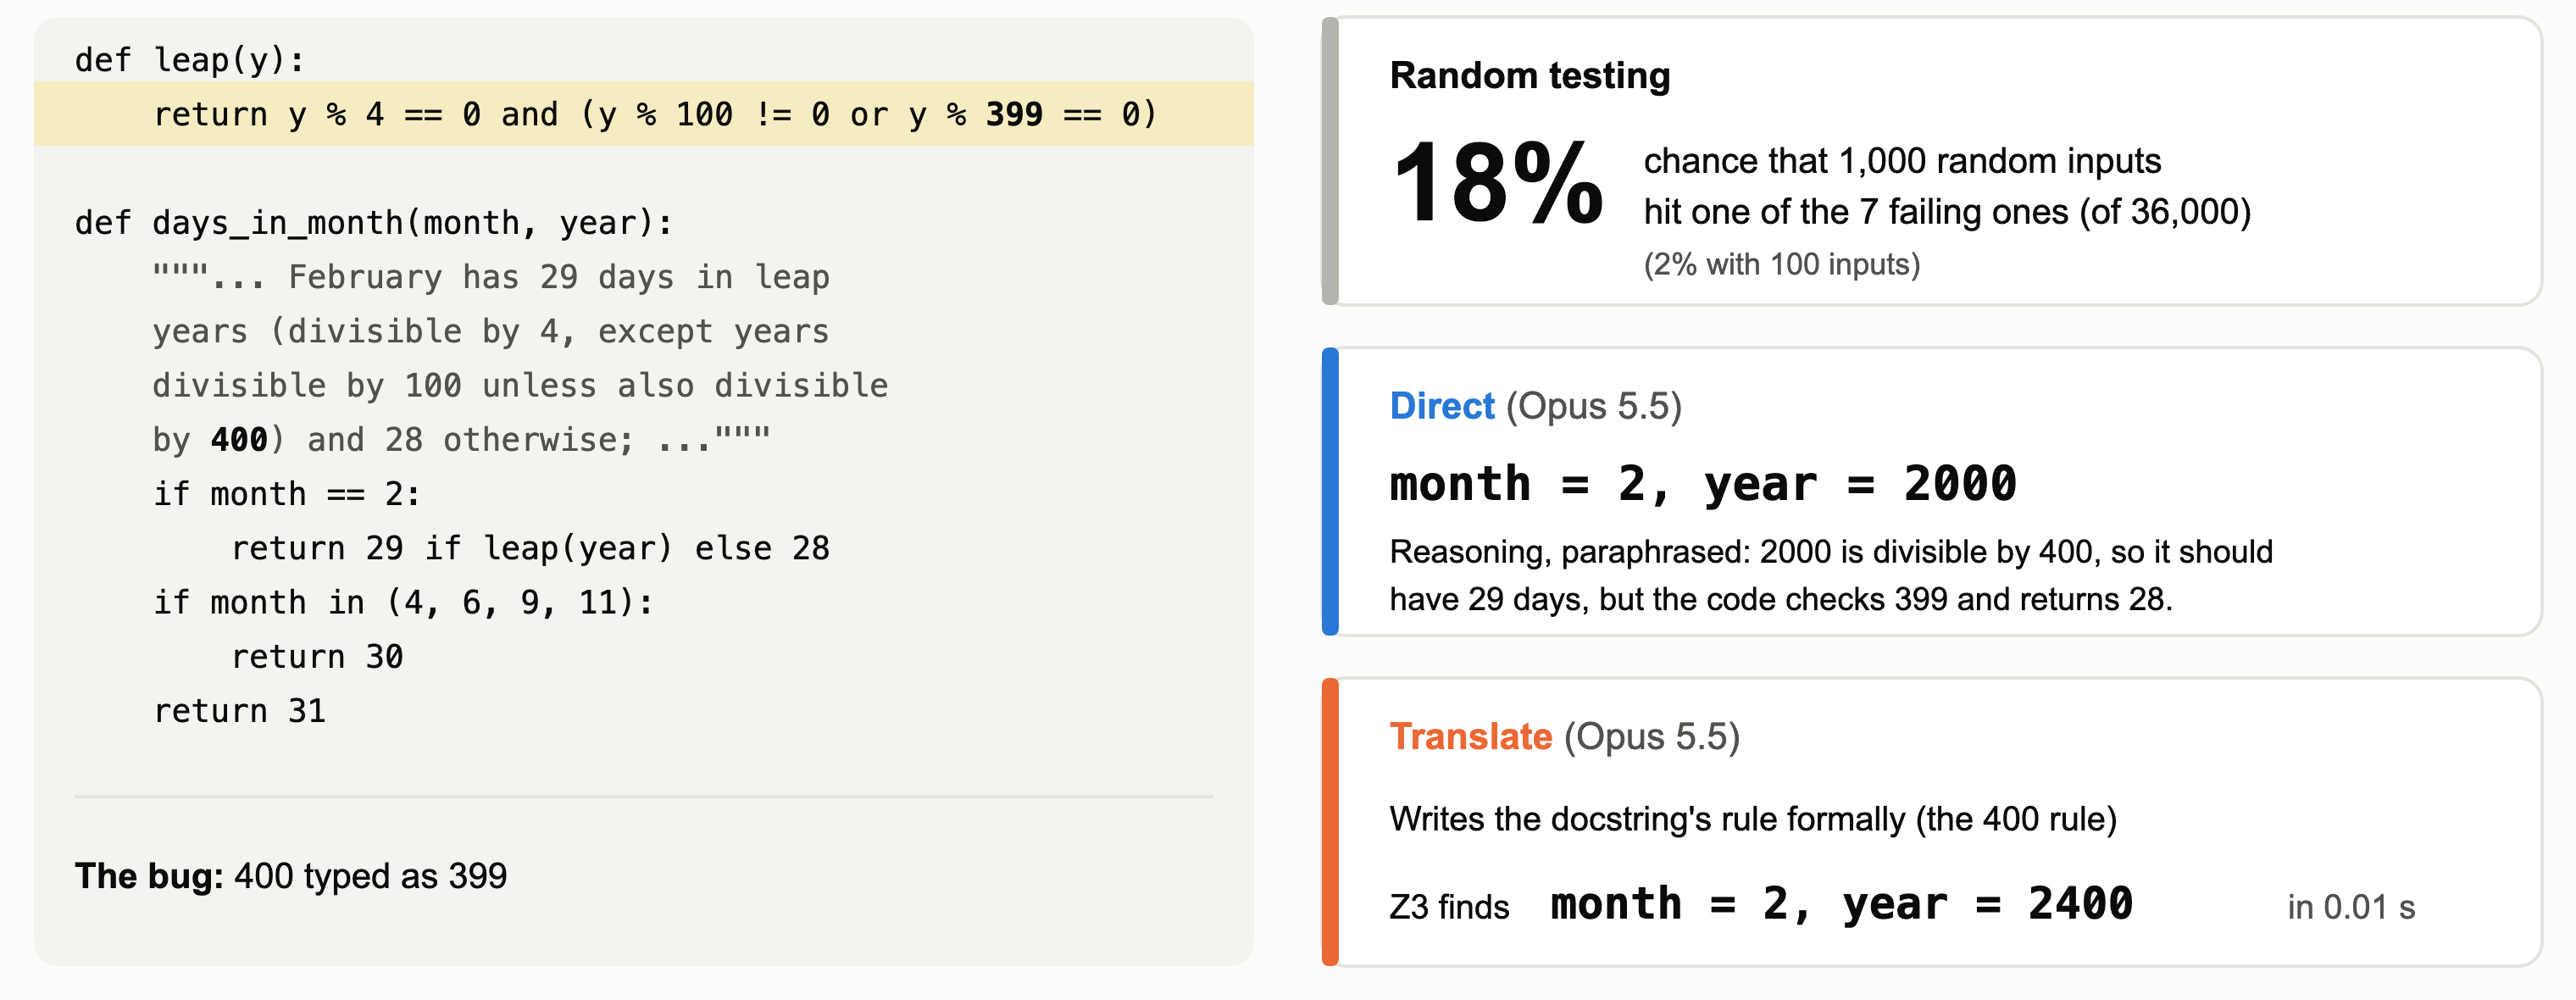 def leap(y):
    return y % 4 == 0 and (y % 100 != 0 or y % 399 == 0)
def days_in_month(month, year):
    """... February has 29 days in leap
    years (divisible by 4, except years
    divisible by 100 unless also divisible
    by 400) and 28 otherwise; ..."""
    if month == 2:
        return 29 if leap(year) else 28
    if month in (4, 6, 9, 11):
        return 30
    return 31
The bug: 400 typed as 399
Random testing
18%
chance that 1,000 random inputs
hit one of the 7 failing ones (of 36,000)
(2% with 100 inputs)
Direct (Opus 5.5)
month = 2, year = 2000
Reasoning, paraphrased: 2000 is divisible by 400, so it should
have 29 days, but the code checks 399 and returns 28.
Translate (Opus 5.5)
Writes the docstring's rule formally (the 400 rule)
Z3 finds month = 2, year = 2400 in 0.01 s